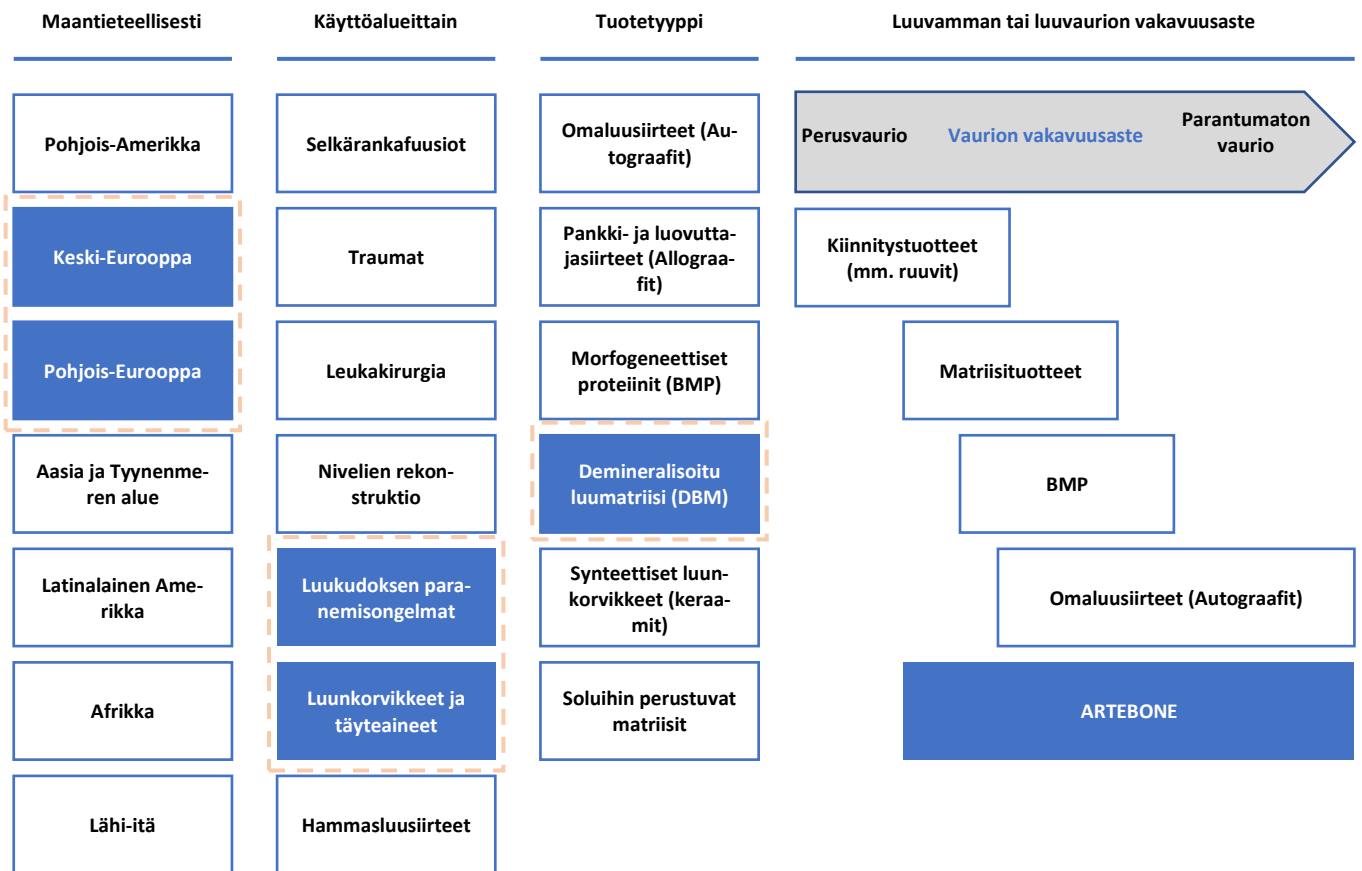 Maantieteellisesti
Käyttöalueittain
Tuotetyyppi
Luuvamman tai luuvaurion vakavuusaste
Pohjois-Amerikka
Keski-Eurooppa
Pohjois-Eurooppa
Aasia ja Tyynenme-
ren alue
Latinalainen Ame-
rikka
Afrikka
Lähi-itä
Selkärankafuusiot
Traumat
Leukakirurgia
Nivelien rekon-
struktio
Luukudoksen para-
nemisongelmat
Luunkorvikkeet ja
täyteaineet
Hammasluusiirteet
Omaluusiirteet (Au-
tograafit)
Pankki- ja luovutta-
jasiirteet (Allograa-
fit)
Morfogeneettiset
proteiinit (BMP)
Demineralisoitu
luumatriisi (DBM)
Synteettiset luun-
korvikkeet (keraa-
mit)
Soluihin perustuvat
matriisit
Perusvaurio
Vaurion vakavuusaste
Parantumaton
vaurio
Kiinnitystuotteet
(mm. ruuvit)
Matriisituotteet
BMP
Omaluusiirteet (Autograafit)
ARTEBONE